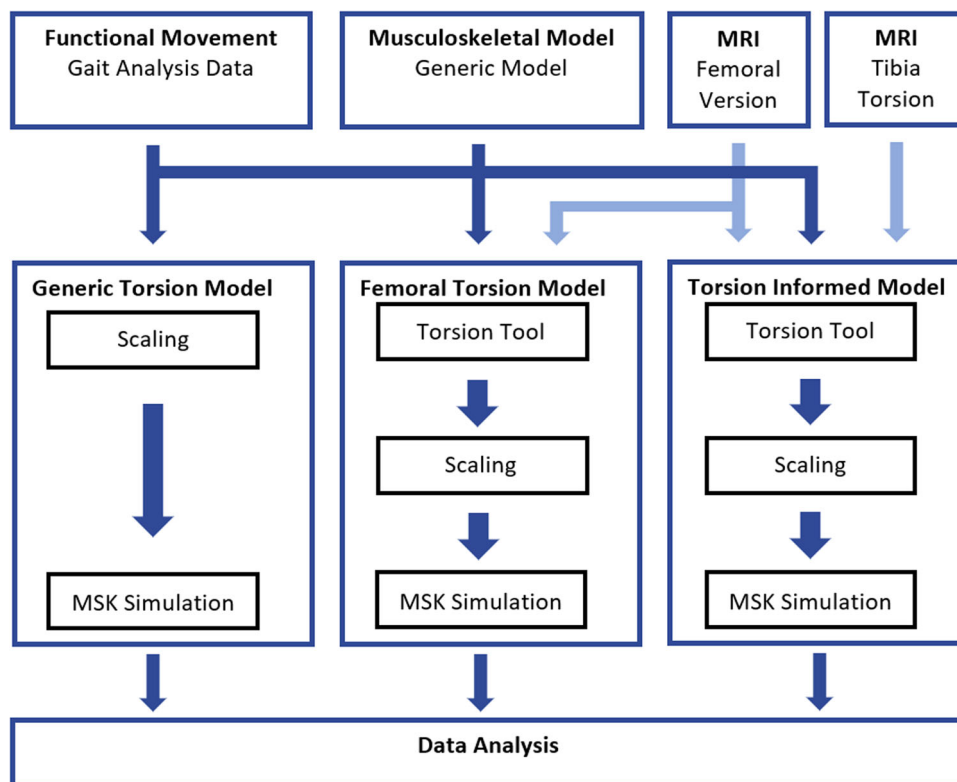 Functional Movement
Gait Analysis Data
Musculoskeletal Model
Generic Model
MRI
Femoral
Version
MRI
Tibia
Torsion
Generic Torsion Model
Scaling
MSK Simulation
Femoral Torsion Model
Torsion Tool
Scaling
MSK Simulation
Torsion Informed Model
Torsion Tool
Scaling
MSK Simulation
Data Analysis